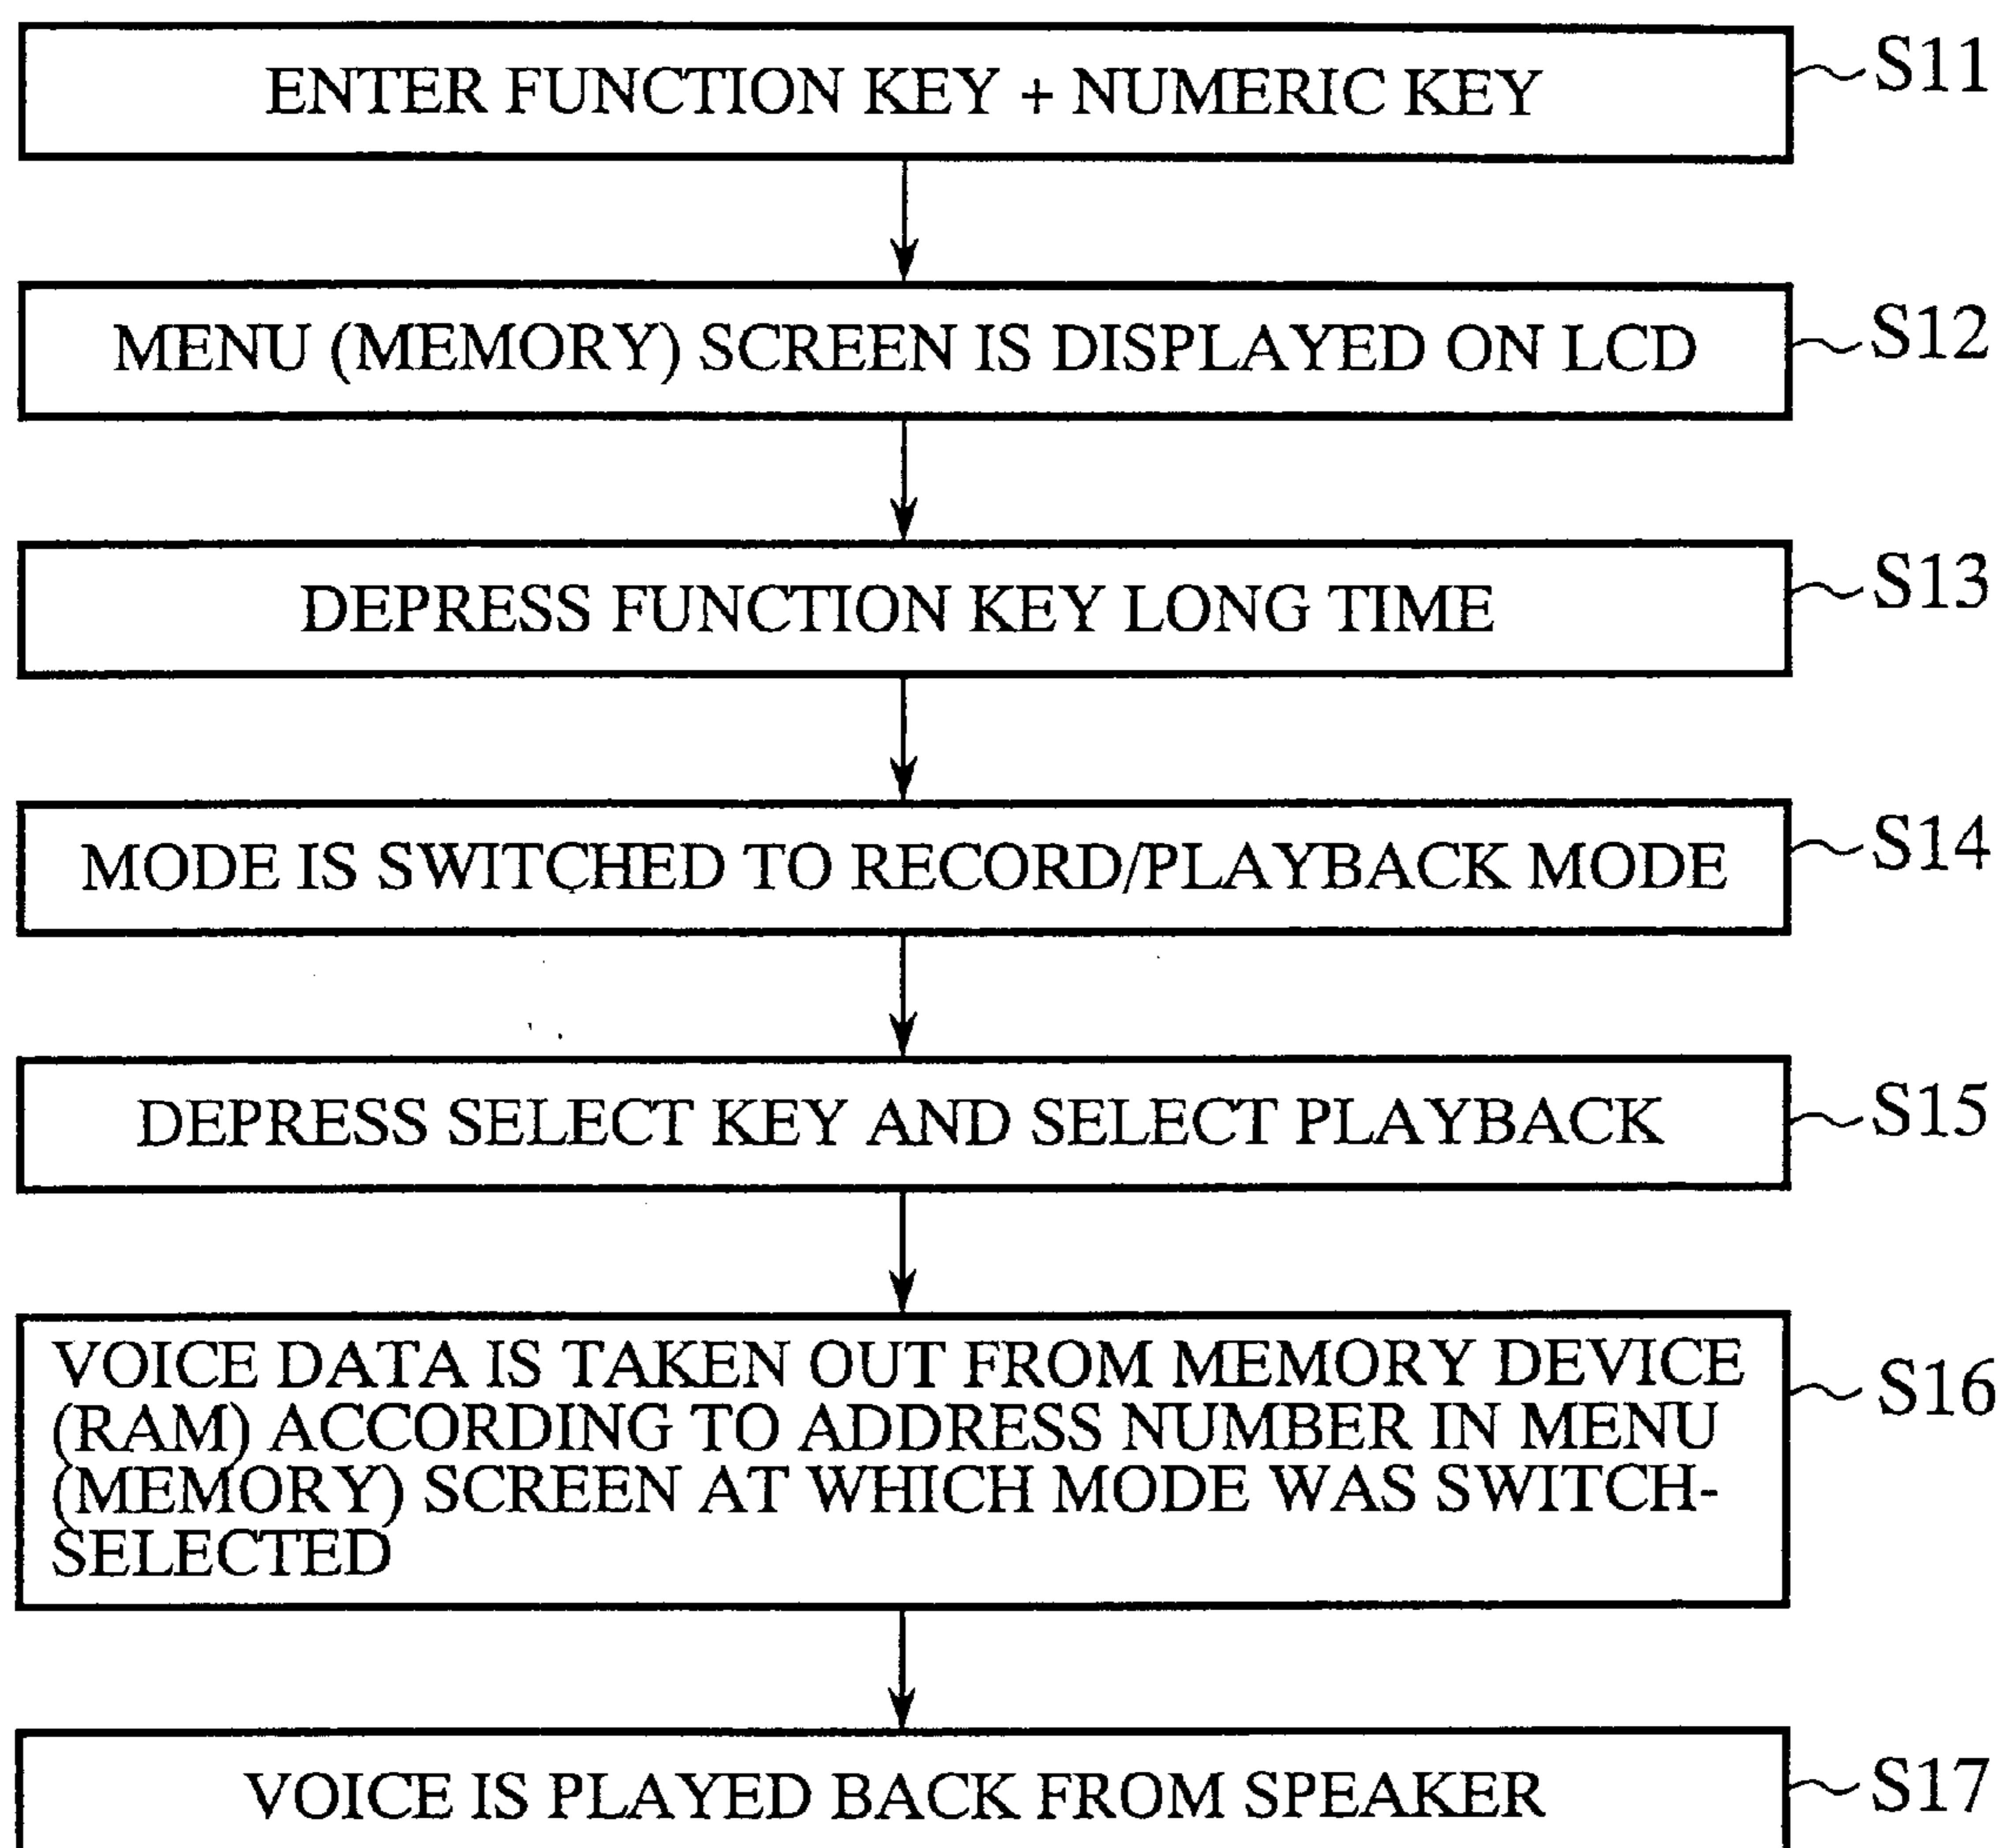 ENTER FUNCTION KEY + NUMERIC KEY
S11
MENU (MEMORY) SCREEN IS DISPLAYED ON LCD
S12
DEPRESS FUNCTION KEY LONG TIME
S13
MODE IS SWITCHED TO RECORD/PLAYBACK MODE
S14
DEPRESS SELECT KEY AND SELECT PLAYBACK
S15
VOICE DATA IS TAKEN OUT FROM MEMORY DEVICE
(RAM) ACCORDING TO ADDRESS NUMBER IN MENU
(MEMORY) SCREEN AT WHICH MODE WAS SWITCH-
SELECTED
S16
VOICE IS PLAYED BACK FROM SPEAKER
S17